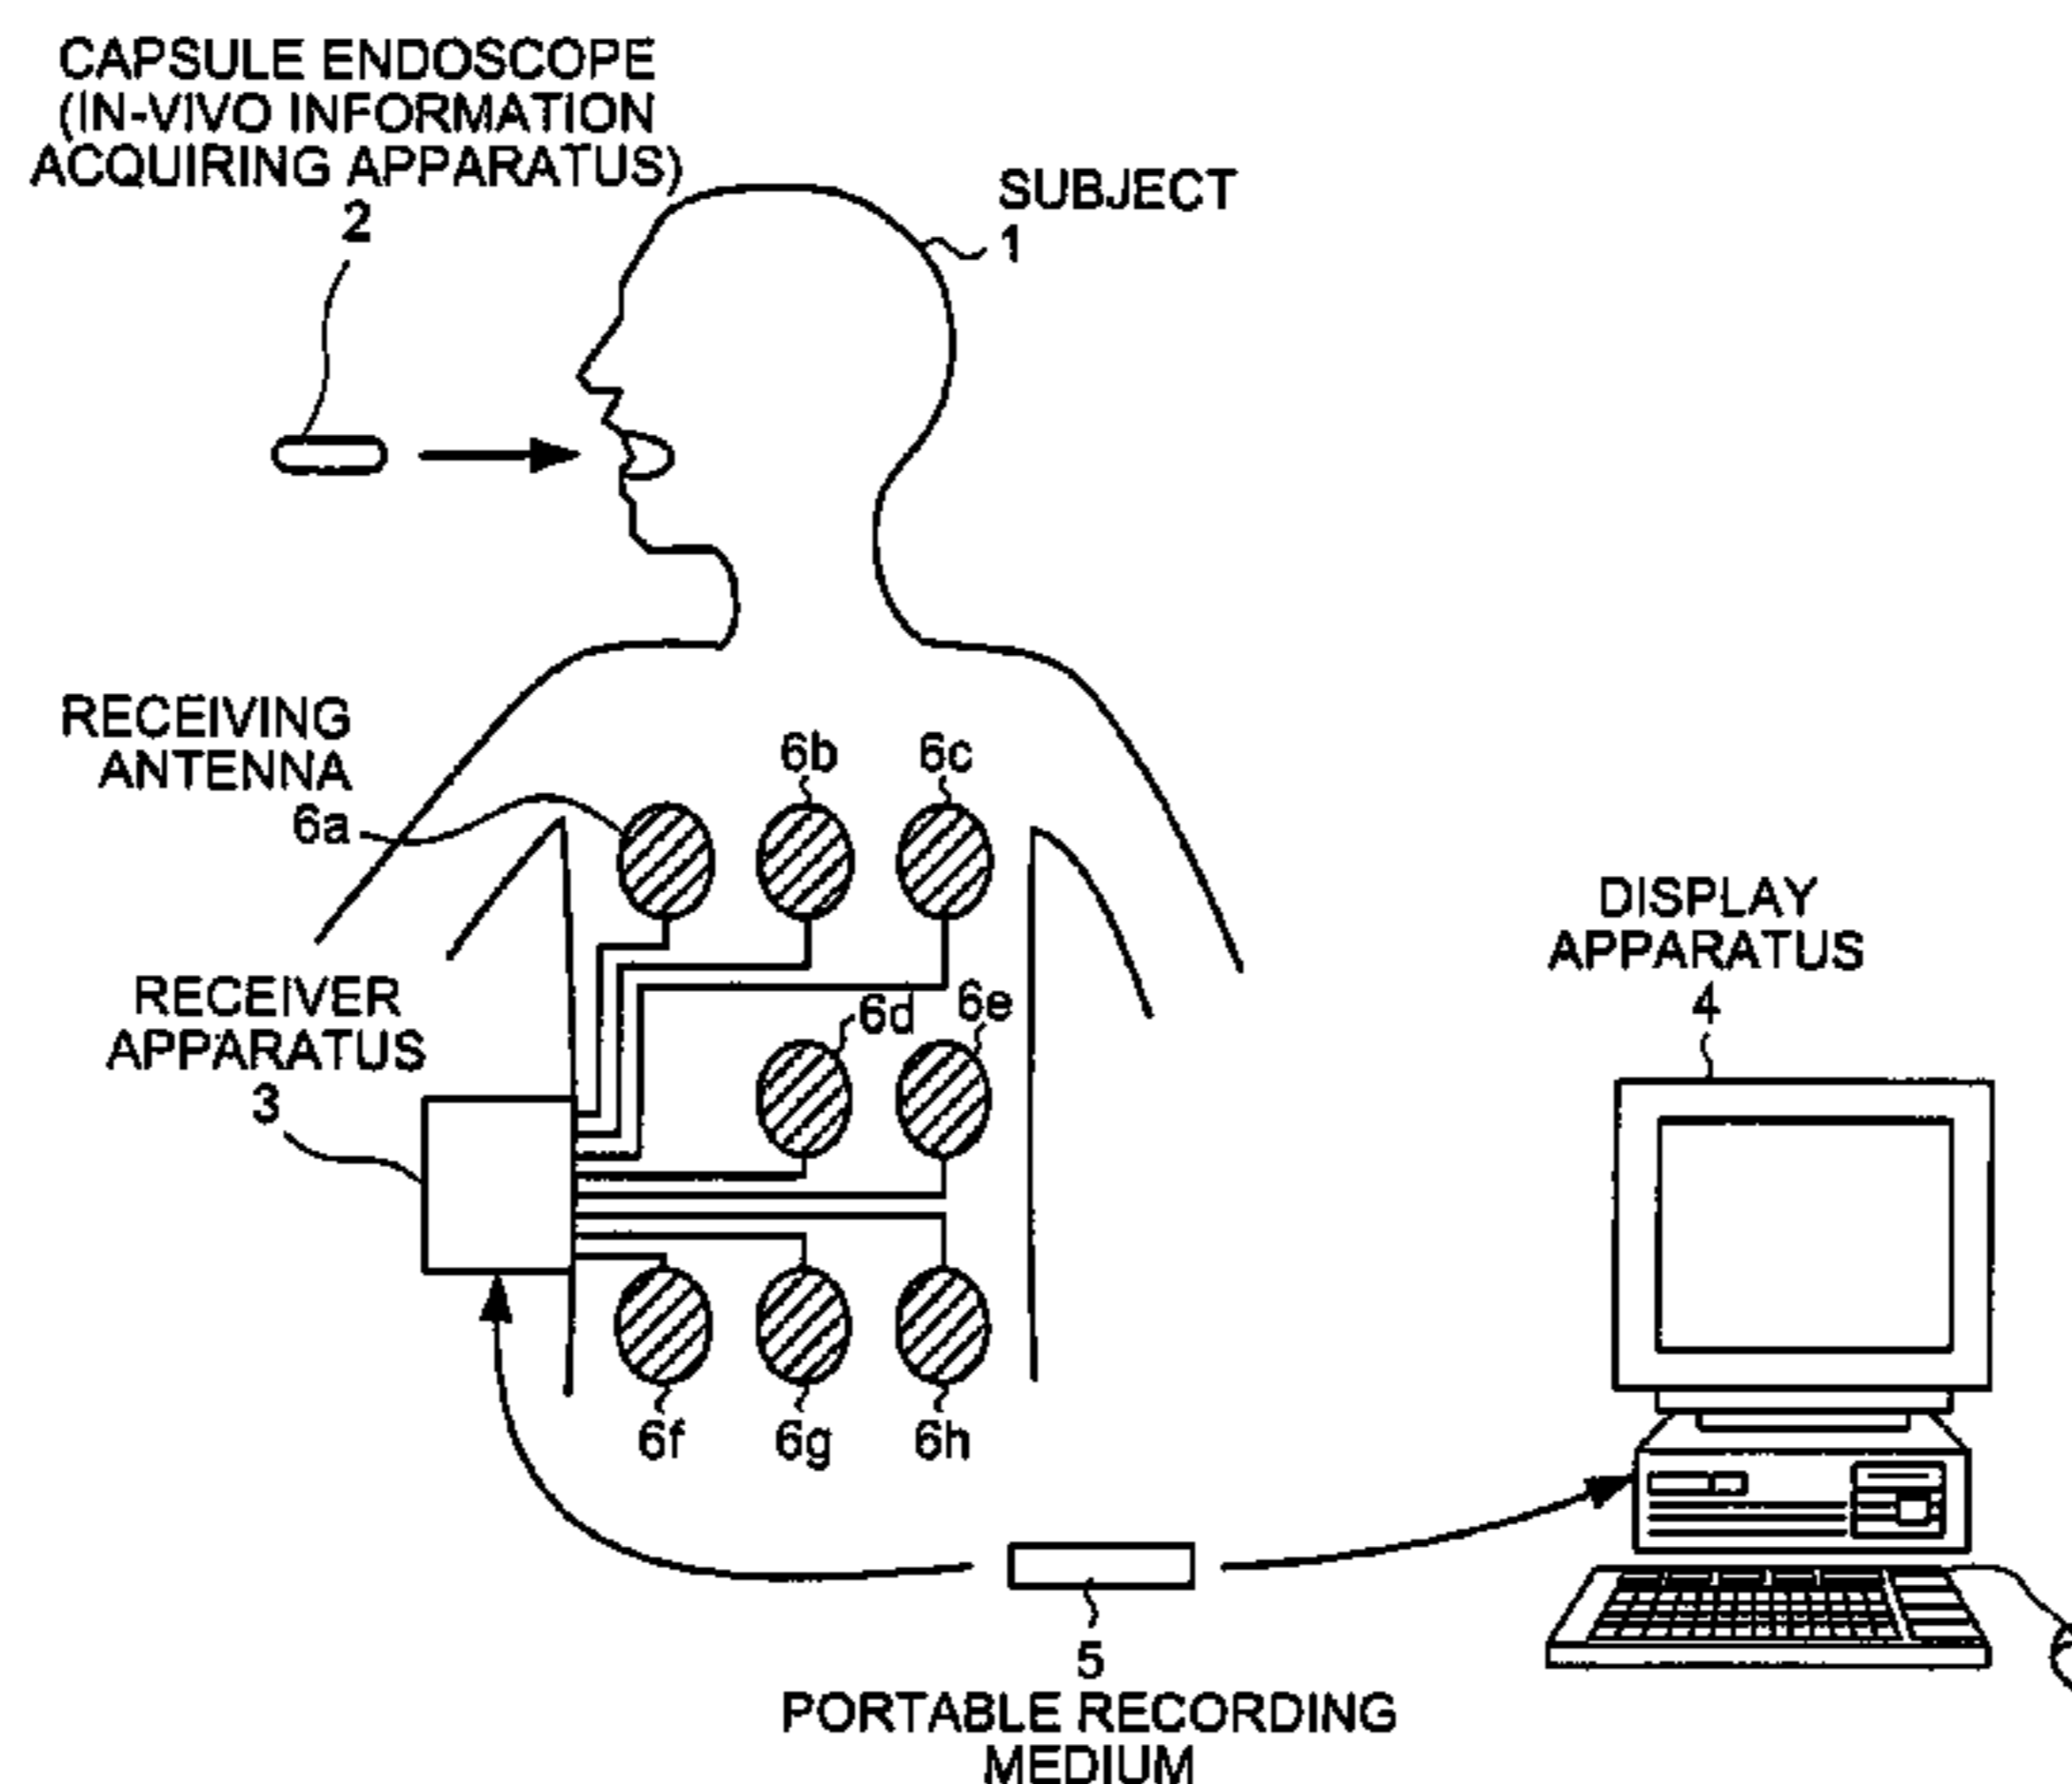 CAPSULE ENDOSCOPE
(IN-VIVO INFORMATION
ACQUIRING APPARATUS)
2
SUBJECT
1
RECEIVING
ANTENNA
6a
6b
6c
RECEIVER
APPARATUS
3
6d
6e
DISPLAY
APPARATUS
4
6f
6g
6h
5
PORTABLE RECORDING
MEDIUM